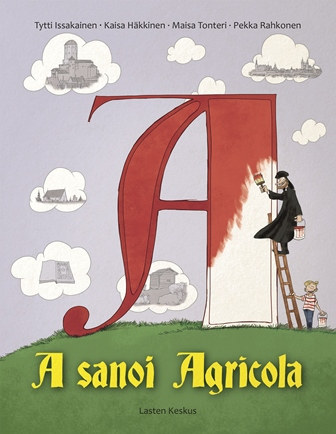 Tytti Issakainen · Kaisa Häkkinen · Maisa Tonteri · Pekka Rahkonen
A
A sanoi Agricola
Lasten Keskus